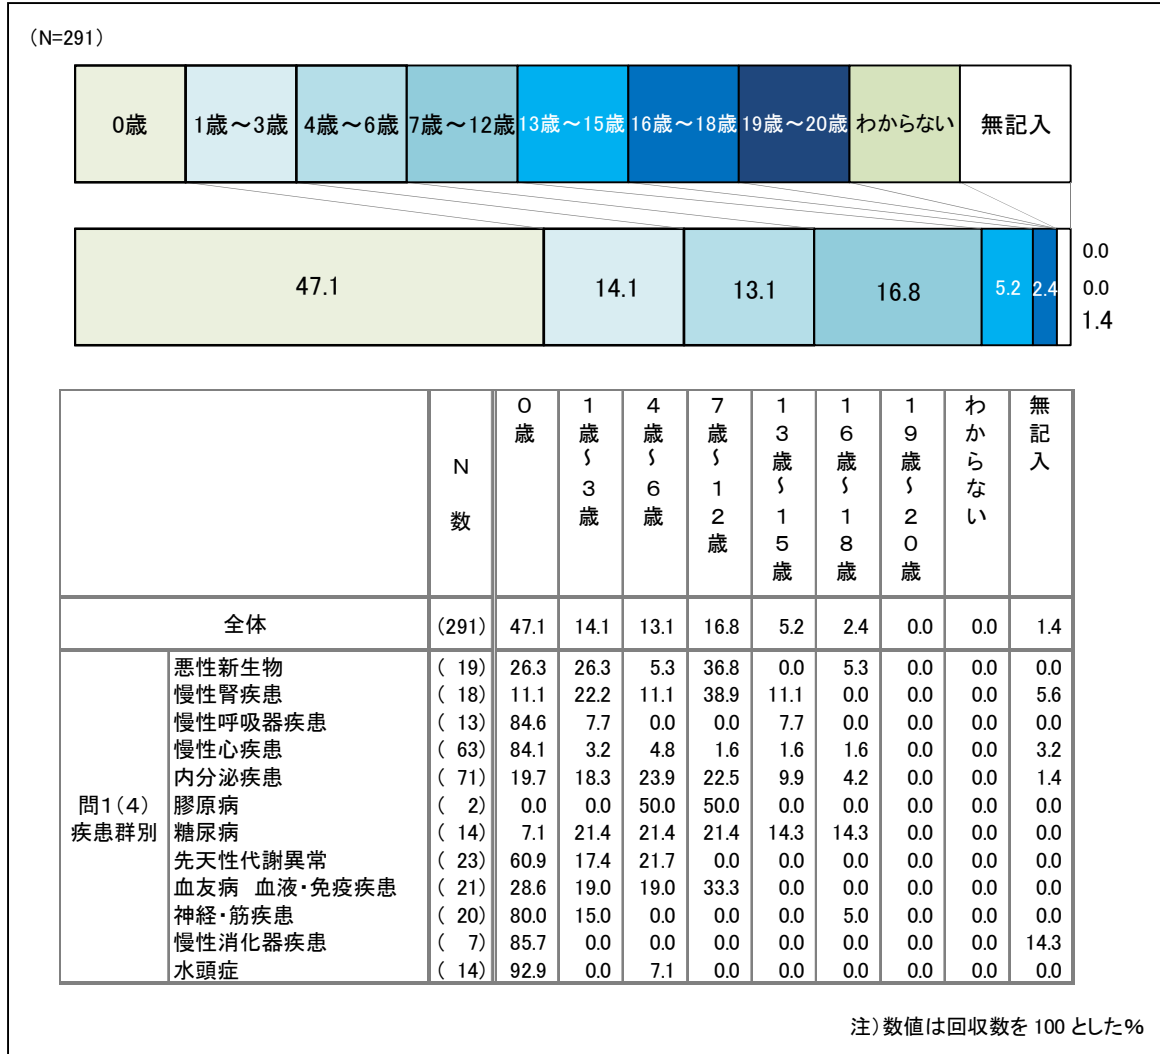 (N=291)
0歳 1歳～3歳 4歳～6歳 7歳～12歳 13歳～15歳 16歳～18歳 19歳～20歳 わからない 無記入
47.1 14.1 13.1 16.8 5.2 2.4
0.0
0.0
1.4
N数 0歳 1歳～3歳 4歳～6歳 7歳～12歳 13歳～15歳 16歳～18歳 19歳～20歳 わからない 無記入
全体 (291) 47.1 14.1 13.1 16.8 5.2 2.4 0.0 0.0 1.4
問1(4)疾患群別
悪性新生物 ( 19) 26.3 26.3 5.3 36.8 0.0 5.3 0.0 0.0 0.0
慢性腎疾患 ( 18) 11.1 22.2 11.1 38.9 11.1 0.0 0.0 0.0 5.6
慢性呼吸器疾患 ( 13) 84.6 7.7 0.0 0.0 7.7 0.0 0.0 0.0 0.0
慢性心疾患 ( 63) 84.1 3.2 4.8 1.6 1.6 1.6 0.0 0.0 3.2
内分泌疾患 ( 71) 19.7 18.3 23.9 22.5 9.9 4.2 0.0 0.0 1.4
膠原病 ( 2) 0.0 0.0 50.0 50.0 0.0 0.0 0.0 0.0 0.0
糖尿病 ( 14) 7.1 21.4 21.4 21.4 14.3 14.3 0.0 0.0 0.0
先天性代謝異常 ( 23) 60.9 17.4 21.7 0.0 0.0 0.0 0.0 0.0 0.0
血友病 血液・免疫疾患 ( 21) 28.6 19.0 19.0 33.3 0.0 0.0 0.0 0.0 0.0
神経・筋疾患 ( 20) 80.0 15.0 0.0 0.0 0.0 5.0 0.0 0.0 0.0
慢性消化器疾患 ( 7) 85.7 0.0 0.0 0.0 0.0 0.0 0.0 0.0 14.3
水頭症 ( 14) 92.9 0.0 7.1 0.0 0.0 0.0 0.0 0.0 0.0
注)数値は回収数を 100 とした%